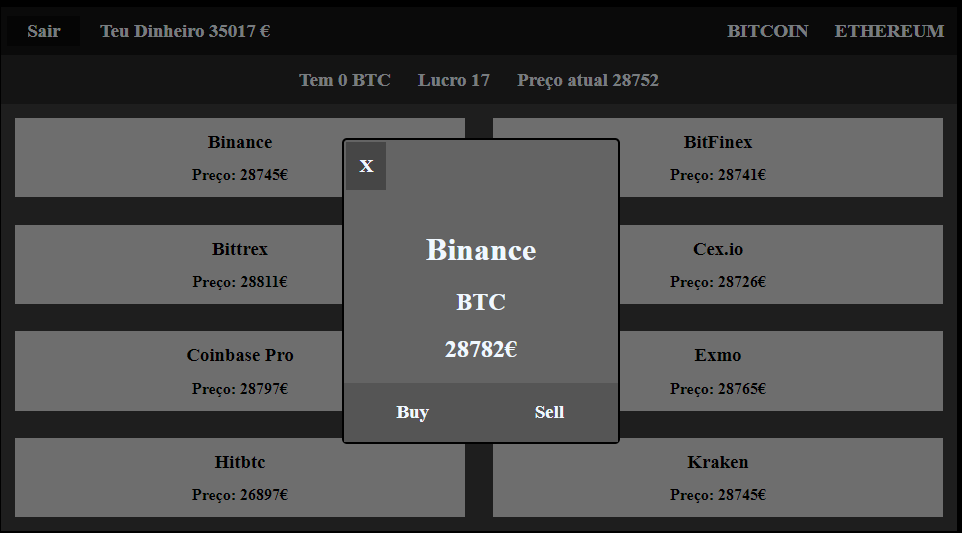 Sair Teu Dinheiro 35017 € BITCOIN ETHEREUM
Tem 0 BTC Lucro 17 Preço atual 28752
Binance
Preço: 28745€
BitFinex
Preço: 28741€
Bittrex
Preço: 28811€
Cex.io
Preço: 28726€
Coinbase Pro
Preço: 28797€
Exmo
Preço: 28765€
Hitbtc
Preço: 26897€
Kraken
Preço: 28745€
X
Binance
BTC
28782€
Buy Sell